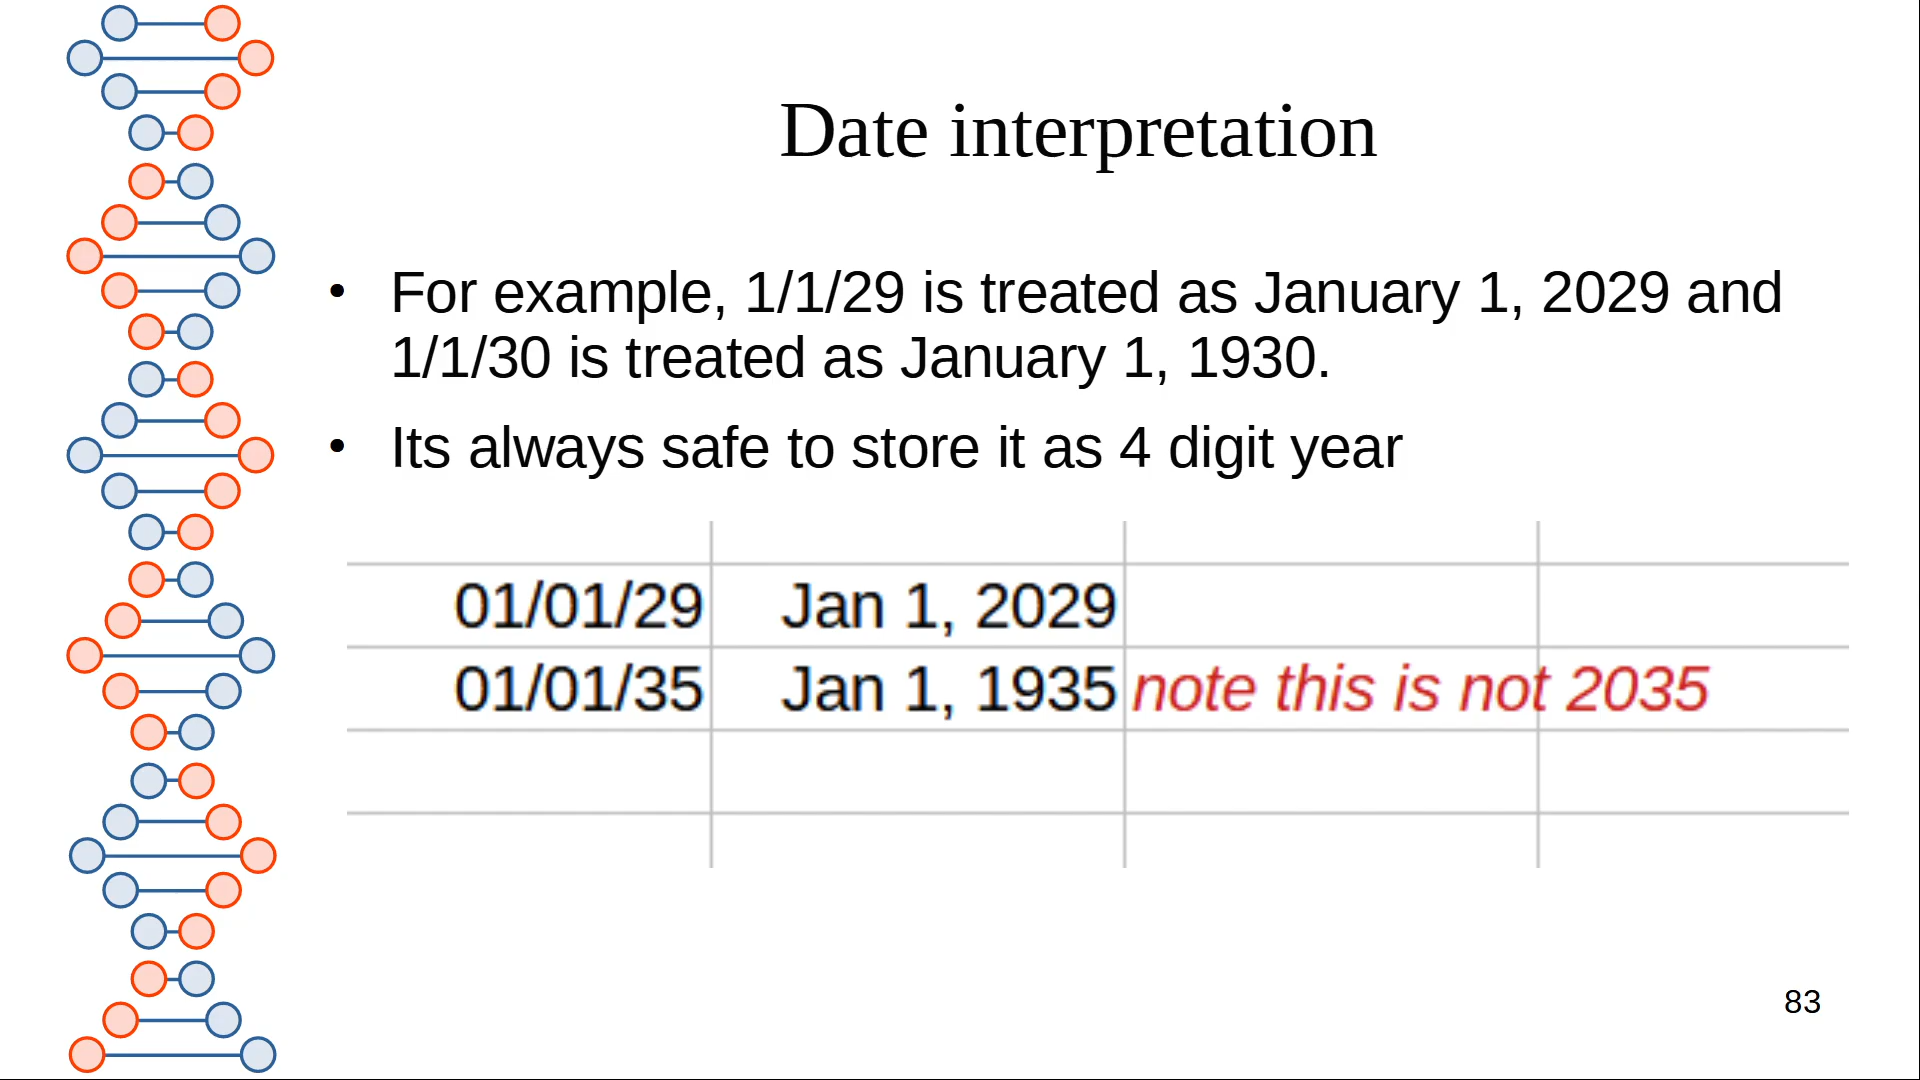 Date interpretation
• For example, 1/1/29 is treated as January 1, 2029 and
1/1/30 is treated as January 1, 1930.
• Its always safe to store it as 4 digit year
01/01/29 Jan 1, 2029
01/01/35 Jan 1, 1935 note this is not 2035
83